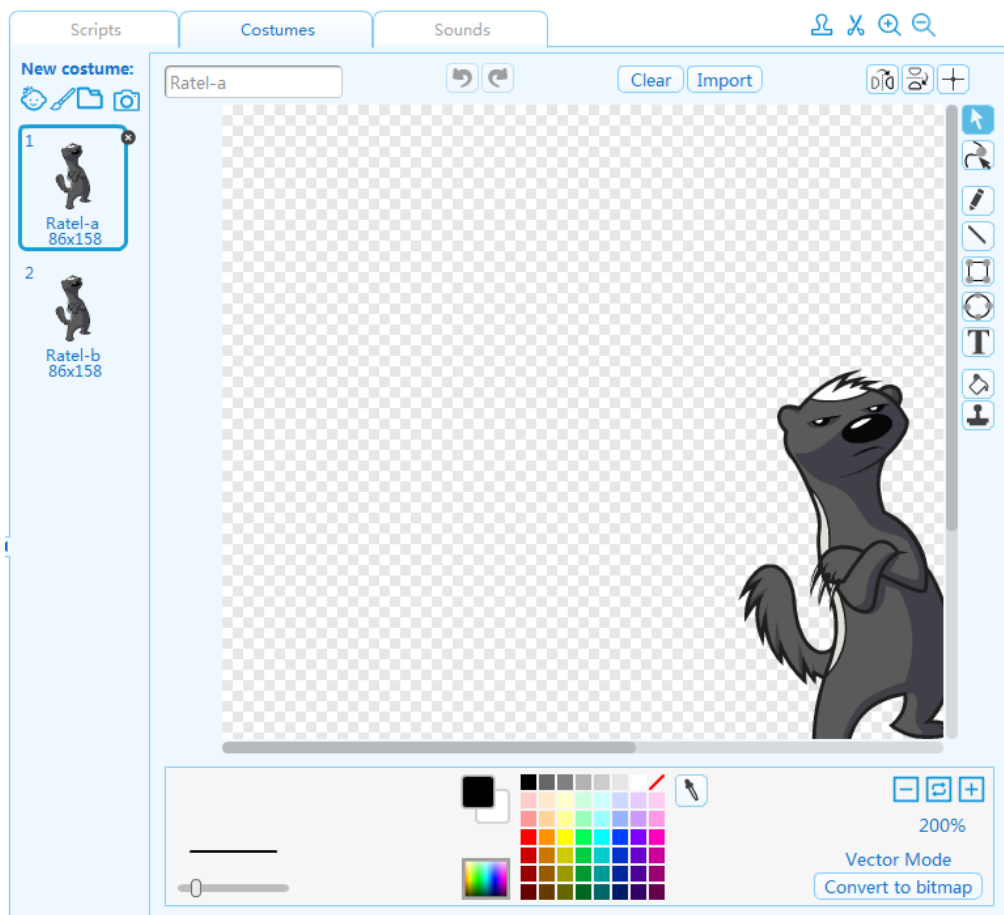 Scripts
Costumes
Sounds
New costume:
Ratel-a
Clear
Import
1
Ratel-a
86x158
2
Ratel-b
86x158
T
200%
Vector Mode
Convert to bitmap